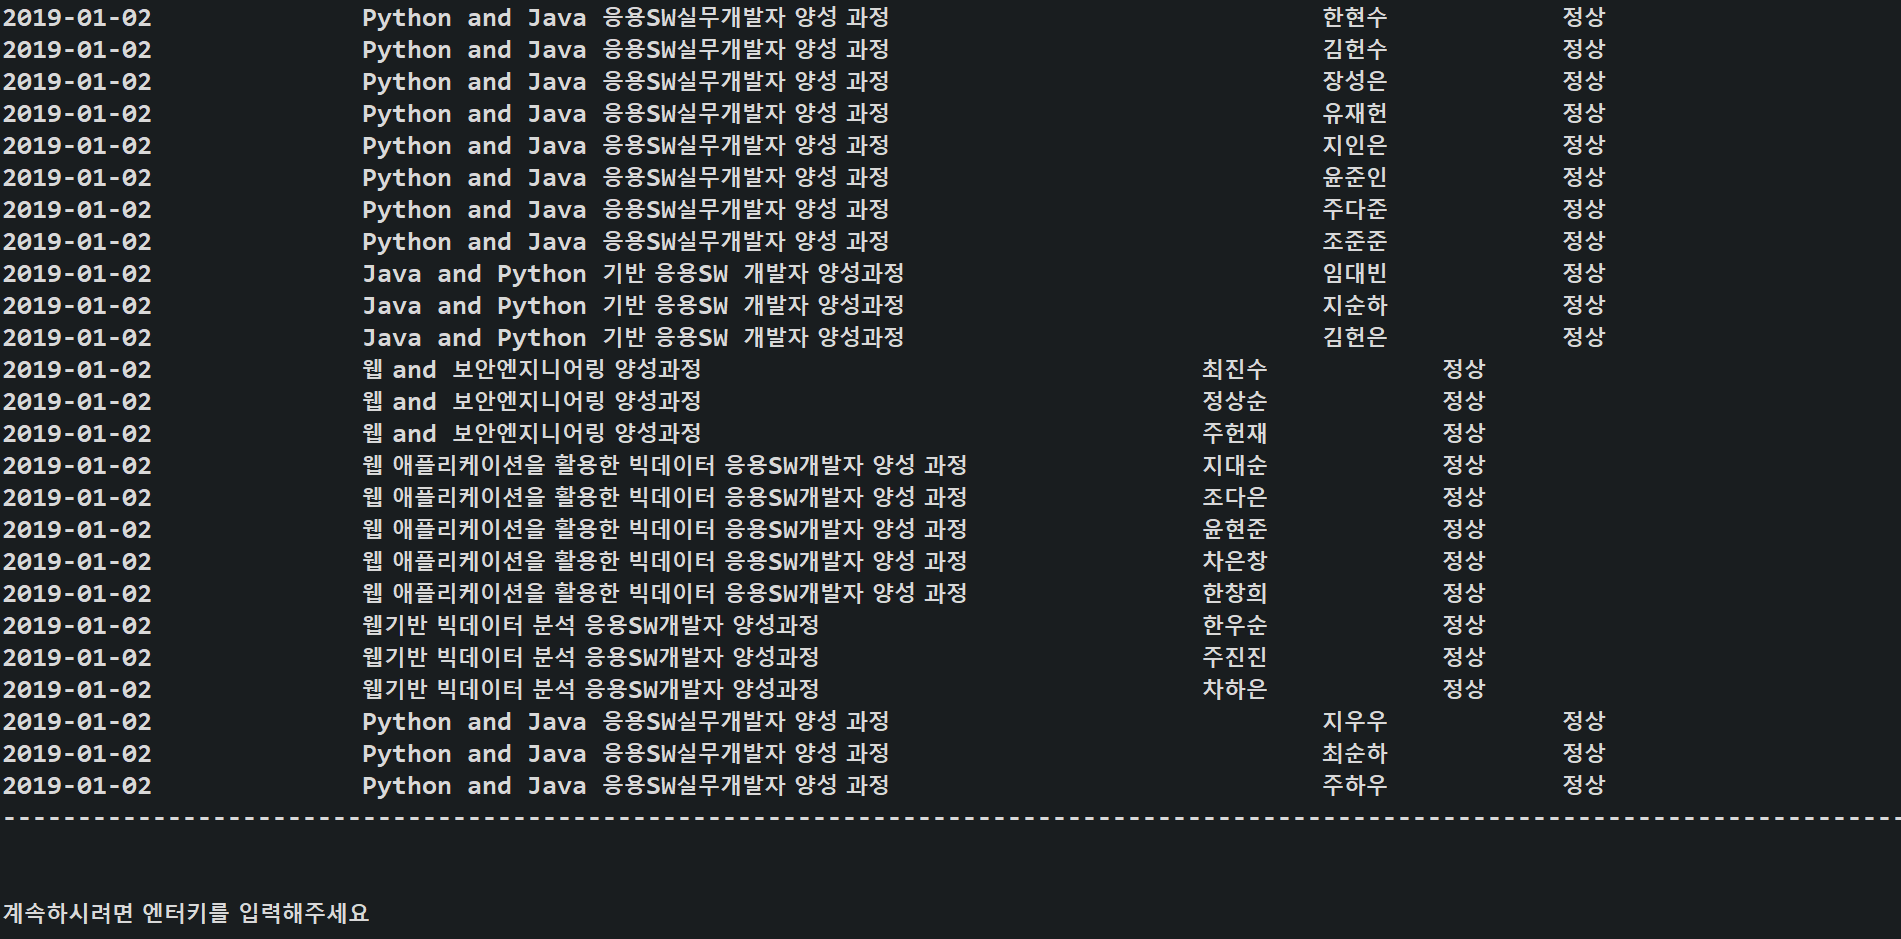 2019-01-02 Python and Java 응용SW실무개발자 양성 과정 한현수 정상
2019-01-02 Python and Java 응용SW실무개발자 양성 과정 김헌수 정상
2019-01-02 Python and Java 응용SW실무개발자 양성 과정 장성은 정상
2019-01-02 Python and Java 응용SW실무개발자 양성 과정 유재헌 정상
2019-01-02 Python and Java 응용SW실무개발자 양성 과정 지인은 정상
2019-01-02 Python and Java 응용SW실무개발자 양성 과정 윤준인 정상
2019-01-02 Python and Java 응용SW실무개발자 양성 과정 주다준 정상
2019-01-02 Python and Java 응용SW실무개발자 양성 과정 조준준 정상
2019-01-02 Java and Python 기반 응용SW 개발자 양성과정 임대빈 정상
2019-01-02 Java and Python 기반 응용SW 개발자 양성과정 지순하 정상
2019-01-02 Java and Python 기반 응용SW 개발자 양성과정 김헌은 정상
2019-01-02 웹 and 보안엔지니어링 양성과정 최진수 정상
2019-01-02 웹 and 보안엔지니어링 양성과정 정상순 정상
2019-01-02 웹 and 보안엔지니어링 양성과정 주헌재 정상
2019-01-02 웹 애플리케이션을 활용한 빅데이터 응용SW개발자 양성 과정 지대순 정상
2019-01-02 웹 애플리케이션을 활용한 빅데이터 응용SW개발자 양성 과정 조다은 정상
2019-01-02 웹 애플리케이션을 활용한 빅데이터 응용SW개발자 양성 과정 윤현준 정상
2019-01-02 웹 애플리케이션을 활용한 빅데이터 응용SW개발자 양성 과정 차은창 정상
2019-01-02 웹 애플리케이션을 활용한 빅데이터 응용SW개발자 양성 과정 한창희 정상
2019-01-02 웹기반 빅데이터 분석 응용SW개발자 양성과정 한우순 정상
2019-01-02 웹기반 빅데이터 분석 응용SW개발자 양성과정 주진진 정상
2019-01-02 웹기반 빅데이터 분석 응용SW개발자 양성과정 차하은 정상
2019-01-02 Python and Java 응용SW실무개발자 양성 과정 지우우 정상
2019-01-02 Python and Java 응용SW실무개발자 양성 과정 최순하 정상
2019-01-02 Python and Java 응용SW실무개발자 양성 과정 주하우 정상
-------------------------------------------------------------------------------------------------------------------------------
계속하시려면 엔터키를 입력해주세요